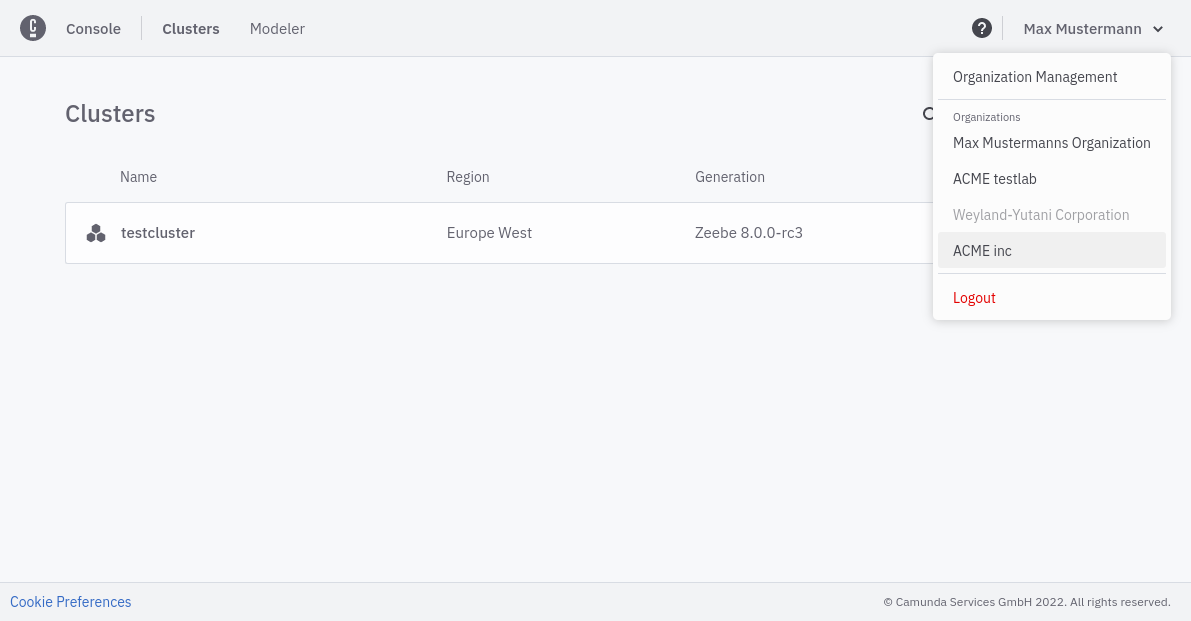 Console Clusters Modeler ? Max Mustermann
Organization Management
Clusters
Organizations
Max Mustermanns Organization
Name Region Generation
ACME testlab
Weyland-Yutani Corporation
testcluster Europe West Zeebe 8.0.0-rc3
ACME inc
Logout
Cookie Preferences © Camunda Services GmbH 2022. All rights reserved.